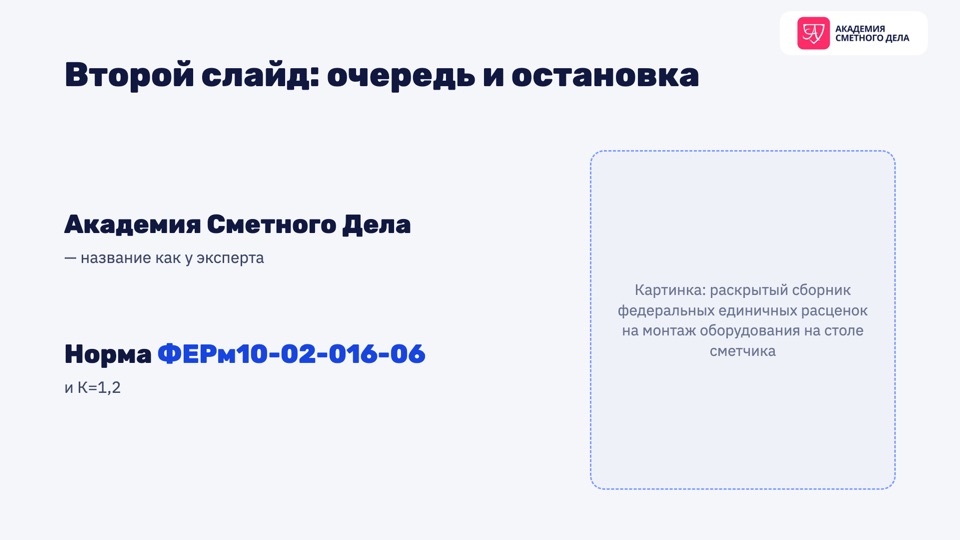 АКАДЕМИЯ
СМЕТНОГО ДЕЛА
Второй слайд: очередь и остановка
Академия Сметного Дела
— название как у эксперта
Норма ФЕРм10-02-016-06
и К=1,2
Картинка: раскрытый сборник
федеральных единичных расценок
на монтаж оборудования на столе
сметчика